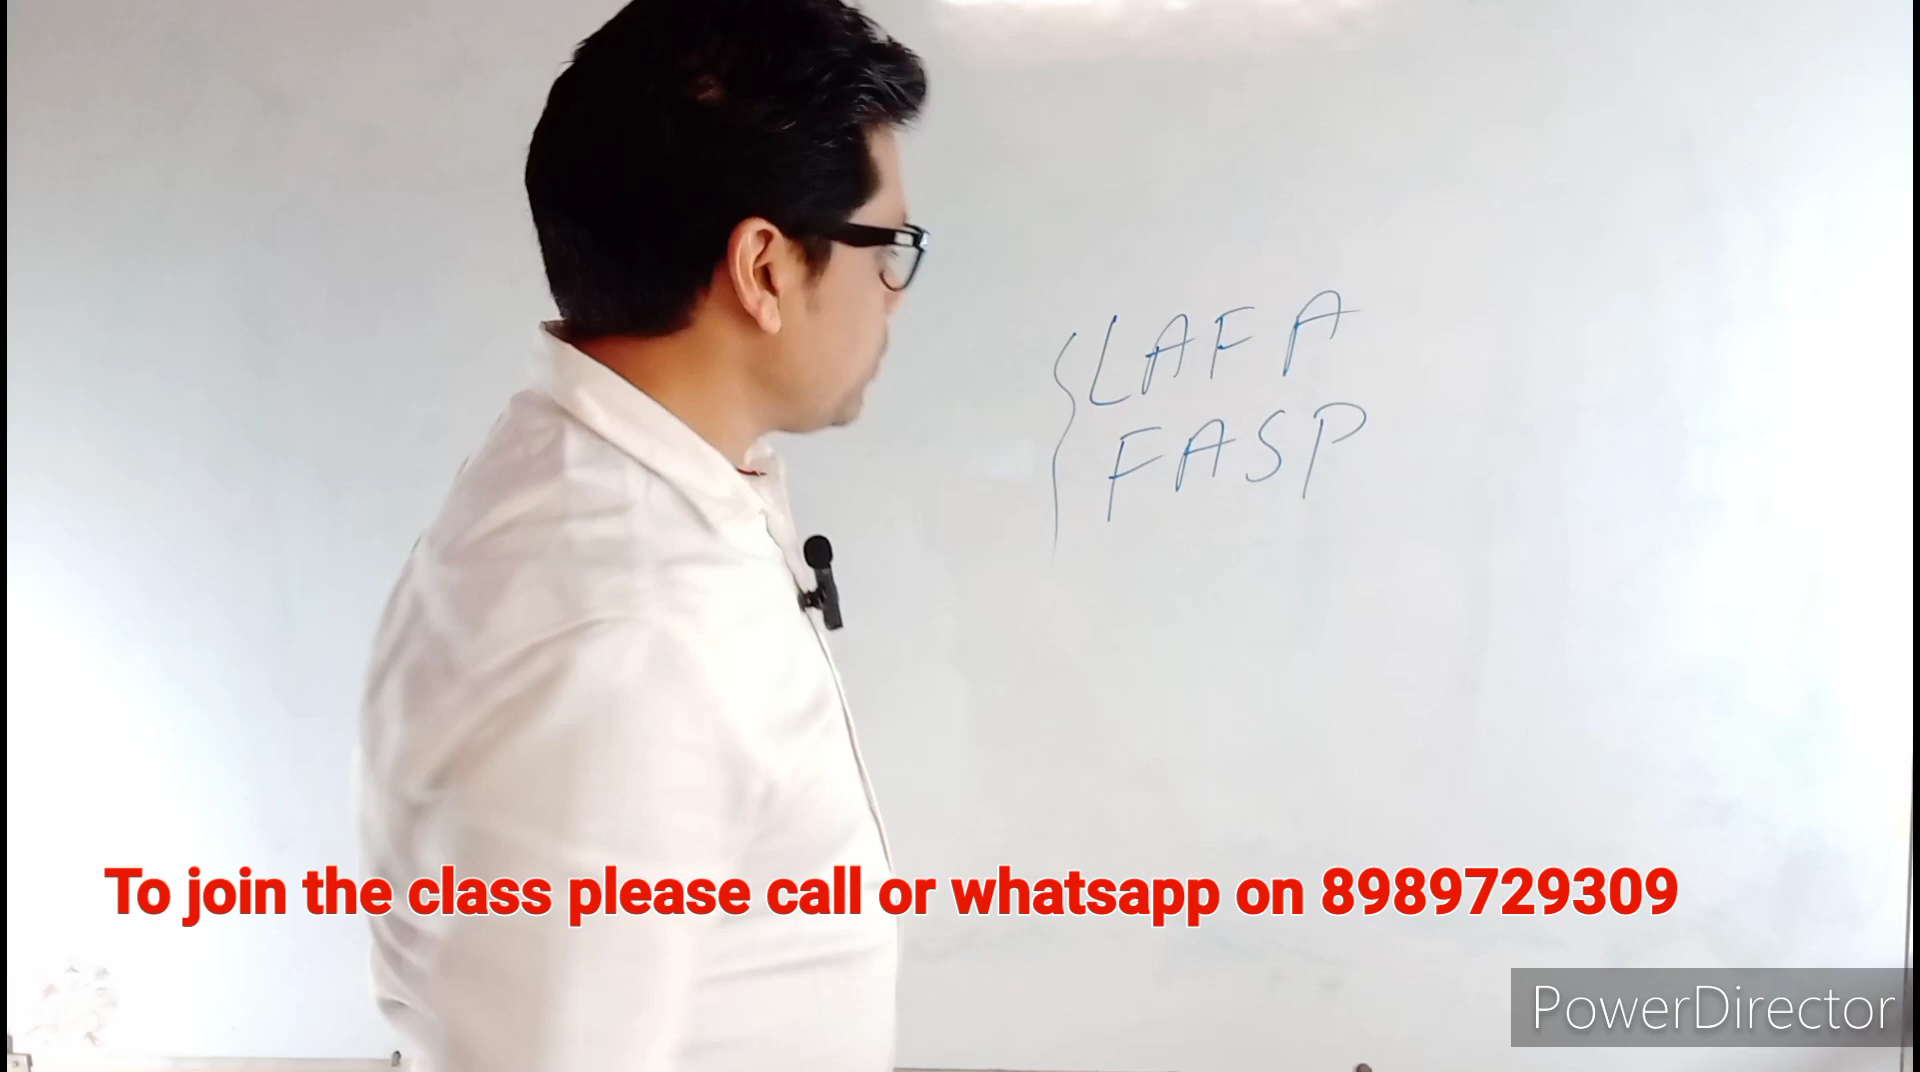 LAFA
FASP
To join the class please call or whatsapp on 8989729309
PowerDirector